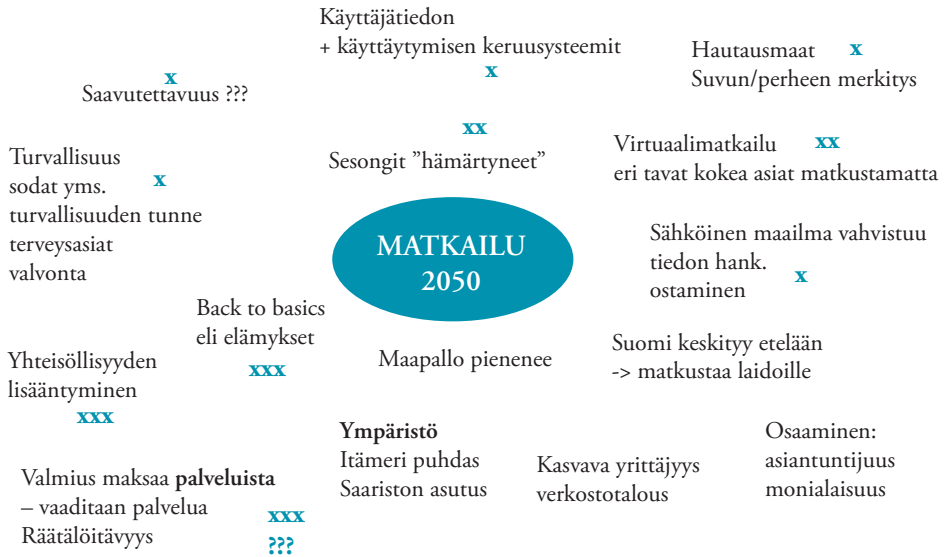 Käyttäjätiedon
+ käyttäytymisen keruusysteemit
x
Hautausmaat x
Suvun/perheen merkitys
x
Saavutettavuus ???
xx
Sesongit ”hämärtyneet”
Virtuaalimatkailu xx
eri tavat kokea asiat matkustamatta
Turvallisuus
sodat yms. x
turvallisuuden tunne
terveysasiat
valvonta
MATKAILU
2050
Sähköinen maailma vahvistuu
tiedon hank.
ostaminen x
Back to basics
eli elämykset
xxx
Yhteisöllisyyden
lisääntyminen
xxx
Maapallo pienenee
Suomi keskityy etelään
-> matkustaa laidoille
Valmius maksaa palveluista
– vaaditaan palvelua
Räätälöitävyys
xxx
???
Ympäristö
Itämeri puhdas
Saariston asutus
Kasvava yrittäjyys
verkostotalous
Osaaminen:
asiantuntijuus
monialaisuus